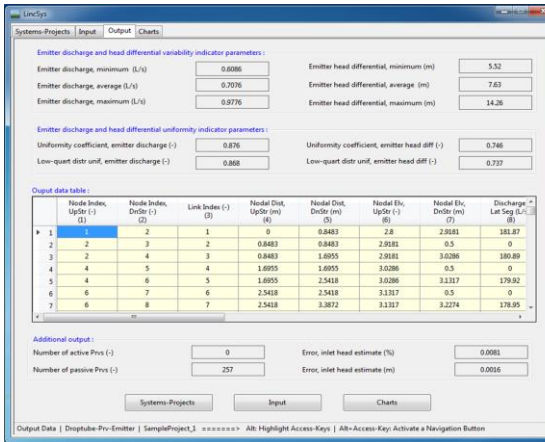 LincSys
Systems-Projects Input Output Charts
Emitter discharge and head differential variability indicator parameters :
Emitter discharge, minimum (L/s) 0.6086 Emitter head differential, minimum (m) 5.52
Emitter discharge, average (L/s) 0.7076 Emitter head differential, average (m) 7.63
Emitter discharge, maximum (L/s) 0.9776 Emitter head differential, maximum (m) 14.26
Emitter discharge and head differential uniformity indicator parameters :
Uniformity coefficient, emitter discharge (-) 0.876 Uniformity coefficient, emitter head diff (-) 0.746
Low-quart distr unif, emitter discharge (-) 0.868 Low-quart distr unif, emitter head diff (-) 0.737
Ouput data table :
Node Index, Node Index, Link Index (-) Nodal Dist, Nodal Dist, Nodal Elv, Nodal Elv, Discharge
UpStr (-) DnStr (-) UpStr (m) DnStr (m) UpStr (-) DnStr (m) Lat Seg (L/
(1) (2) (3) (4) (5) (6) (7) (8)
1 1 2 1 0 0.8483 2.8 2.9181 181.87
2 2 3 2 0.8483 0.8483 2.9181 0.5 0
3 2 4 3 0.8483 1.6955 2.9181 3.0286 180.89
4 4 5 4 1.6955 1.6955 3.0286 0.5 0
5 4 6 5 1.6955 2.5418 3.0286 3.1317 179.92
6 6 7 6 2.5418 2.5418 3.1317 0.5 0
7 6 8 7 2.5418 3.3872 3.1317 3.2274 178.95
Additional output :
Number of active Prvs (-) 0 Error, inlet head estimate (%) 0.0081
Number of passive Prvs (-) 257 Error, inlet head estimate (m) 0.0016
Systems-Projects Input Charts
Output Data | Droptube-Prv-Emitter | SampleProject_1 =======> Alt: Highlight Access-Keys | Alt+Access-Key: Activate a Navigation Button